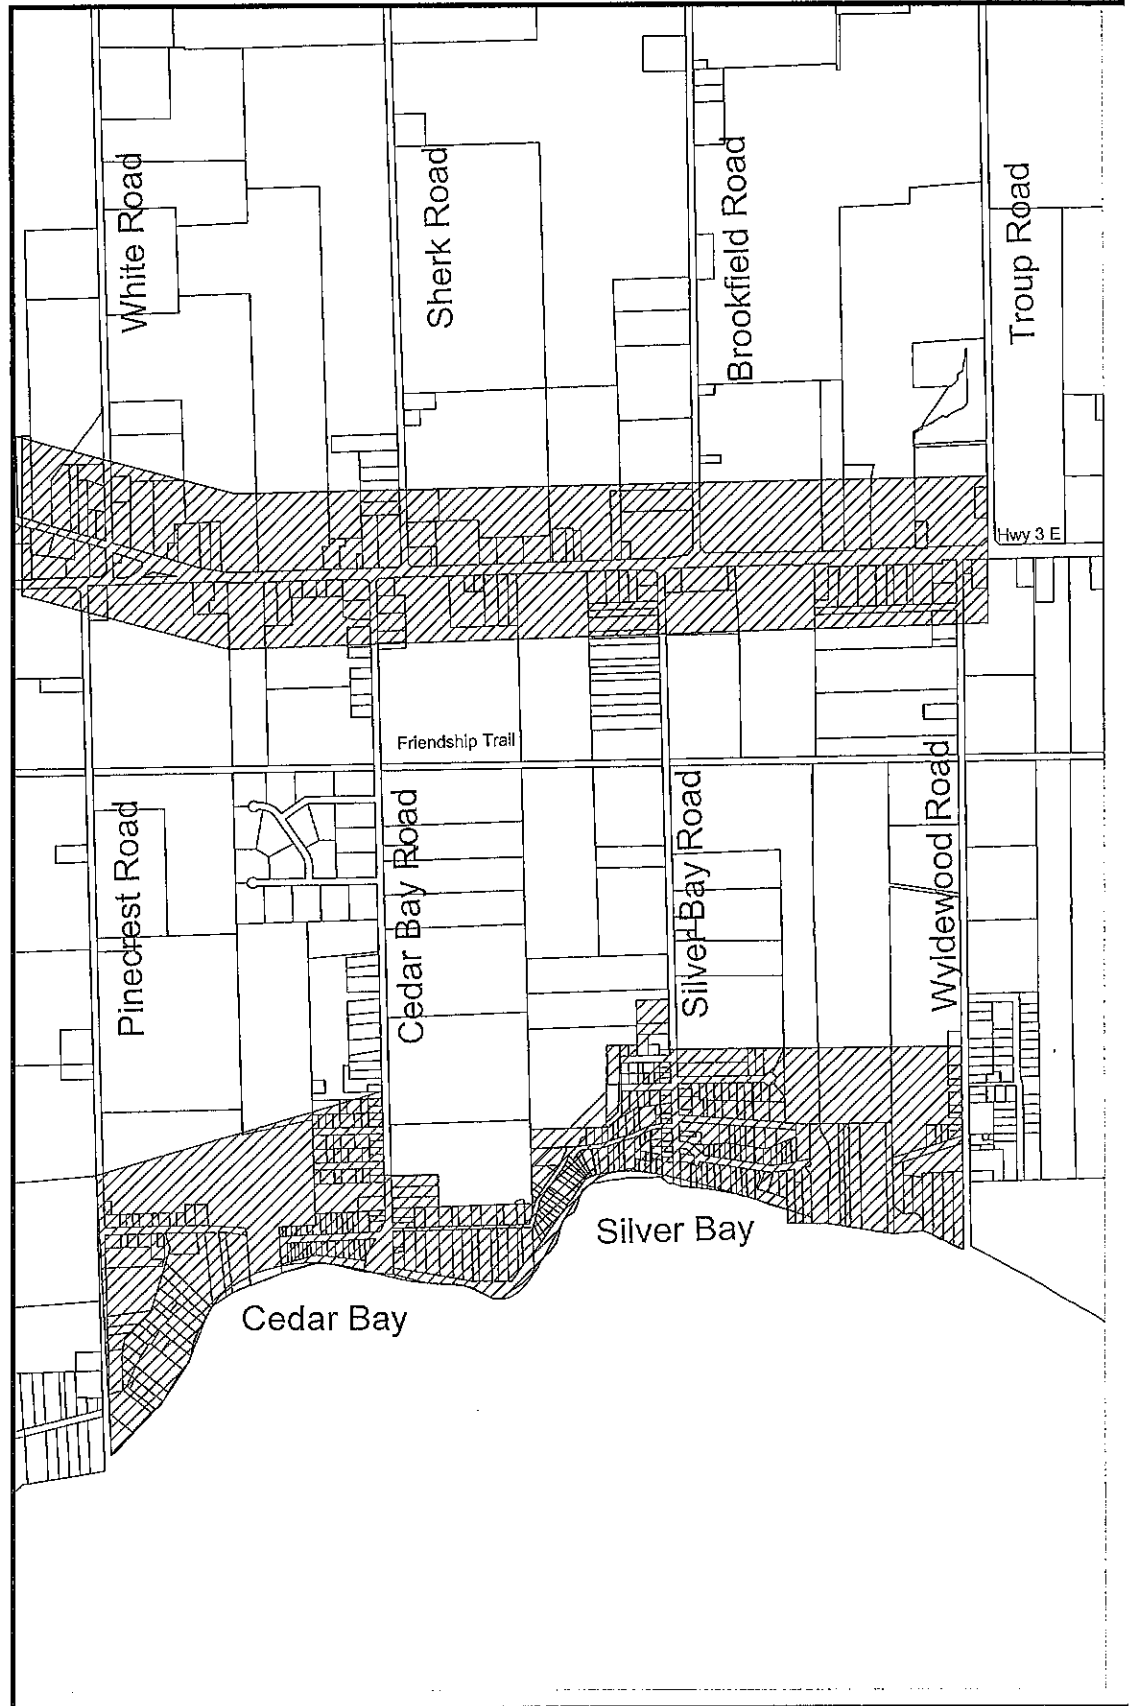 White Road
Sherk Road
Brookfield Road
Troup Road
Hwy 3 E
Friendship Trail
Pinecrest Road
Cedar Bay Road
Silver Bay Road
Wyldewood Road
Silver Bay
Cedar Bay